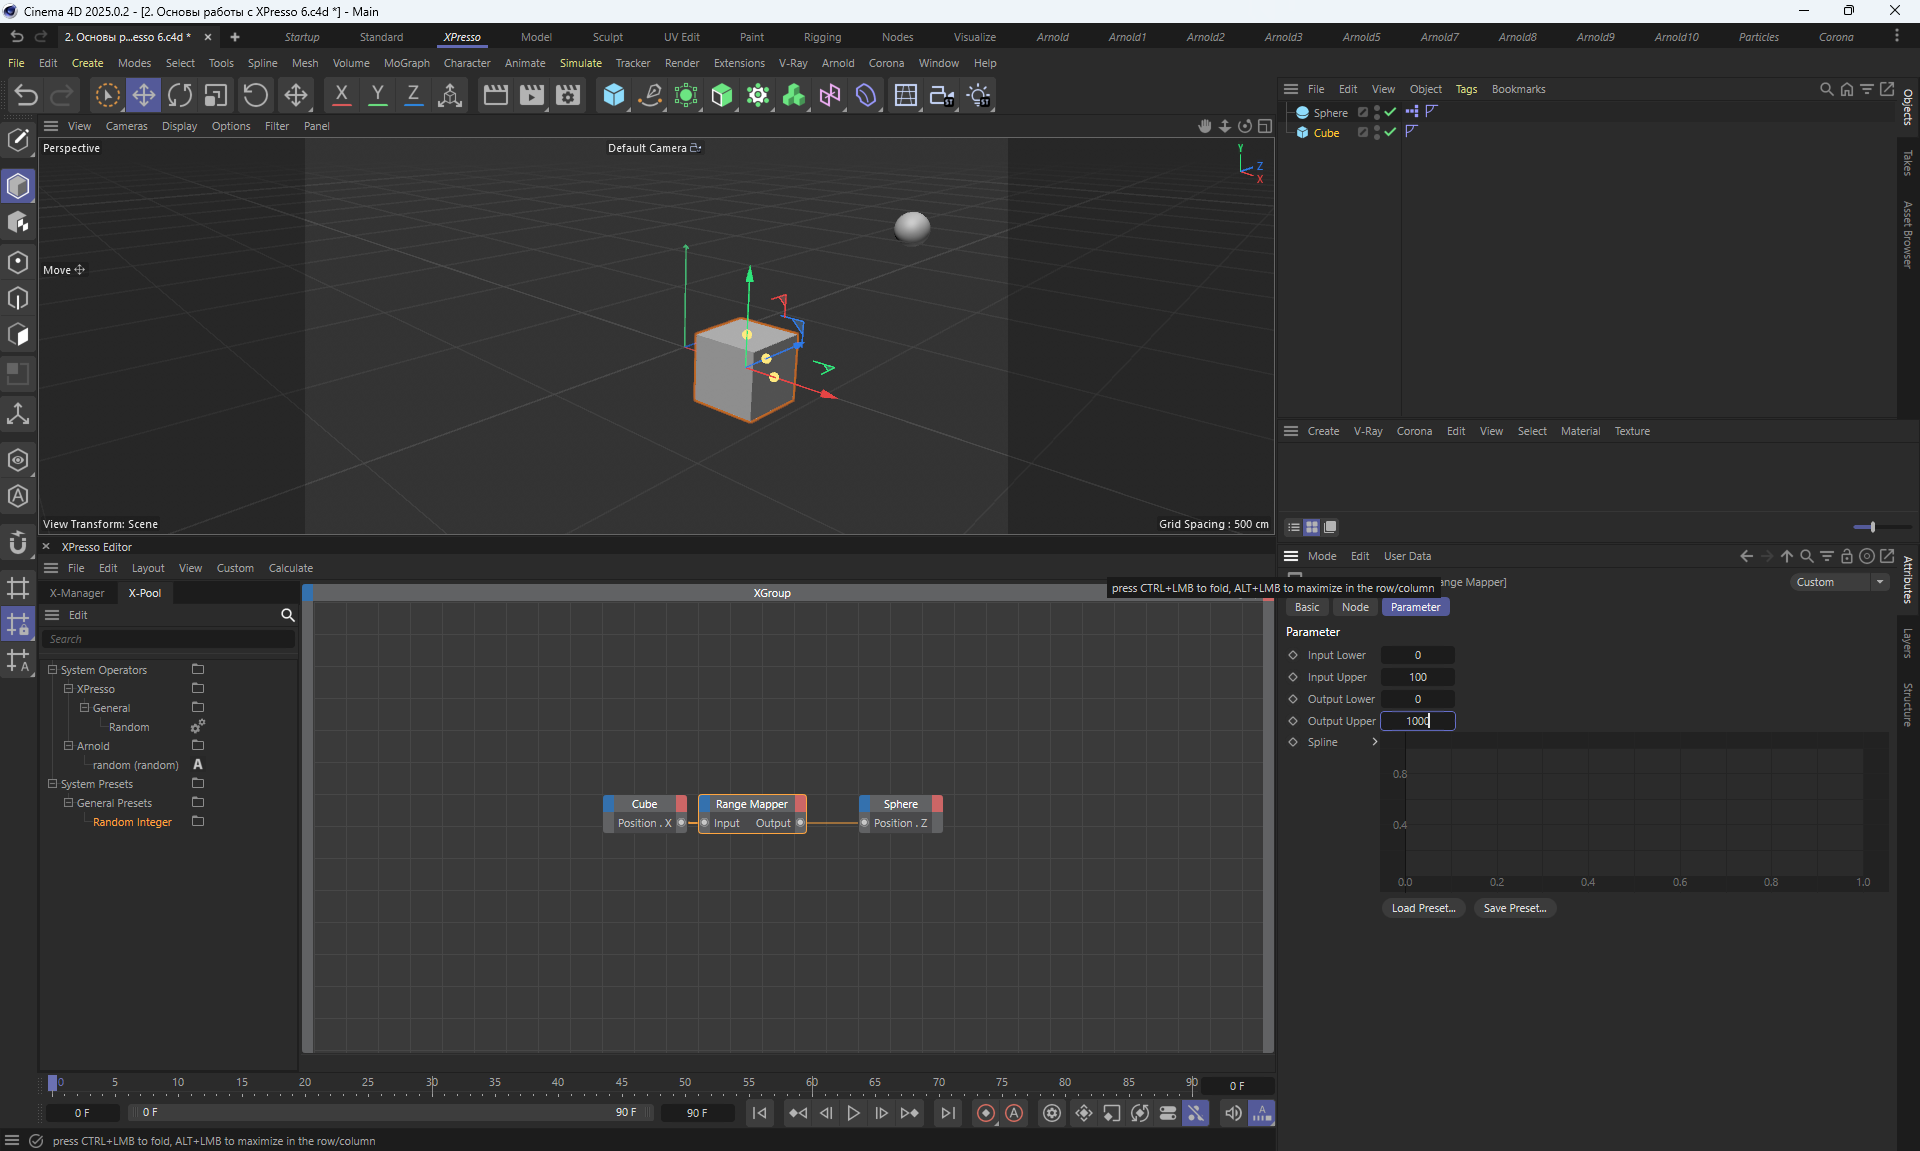 Cinema 4D 2025.0.2 - [2. Основы работы с XPresso 6.c4d *] - Main
2. Основы р...esso 6.c4d *
Startup
Standard
XPresso
Model
Sculpt
UV Edit
Paint
Rigging
Nodes
Visualize
Arnold
Arnold1
Arnold2
Arnold3
Arnold5
Arnold7
Arnold8
Arnold9
Arnold10
Particles
Corona
File Edit Create Modes Select Tools Spline Mesh Volume MoGraph Character Animate Simulate Tracker Render Extensions V-Ray Arnold Corona Window Help
X Y Z
ST
ST
View Cameras Display Options Filter Panel
Perspective
Default Camera
Y
Z
X
Move
View Transform: Scene
Grid Spacing : 500 cm
File Edit View Object Tags Bookmarks
Sphere
Cube
Objects
Takes
Asset Browser
Create V-Ray Corona Edit View Select Material Texture
XPresso Editor
File Edit Layout View Custom Calculate
X-Manager X-Pool
Edit
Search
System Operators
XPresso
General
Random
Arnold
random (random) A
System Presets
General Presets
Random Integer
XGroup
Cube
Position . X
Range Mapper
Input Output
Sphere
Position . Z
press CTRL+LMB to fold, ALT+LMB to maximize in the row/column
Mode Edit User Data
ange Mapper]
Custom
Basic Node Parameter
Parameter
Input Lower 0
Input Upper 100
Output Lower 0
Output Upper 1000
Spline
0.8
0.4
0.0 0.2 0.4 0.6 0.8 1.0
Load Preset... Save Preset...
Attributes
Layers
Structure
0 5 10 15 20 25 30 35 40 45 50 55 60 65 70 75 80 85 90
0 F
0 F
0 F
90 F
90 F
A
A
press CTRL+LMB to fold, ALT+LMB to maximize in the row/column